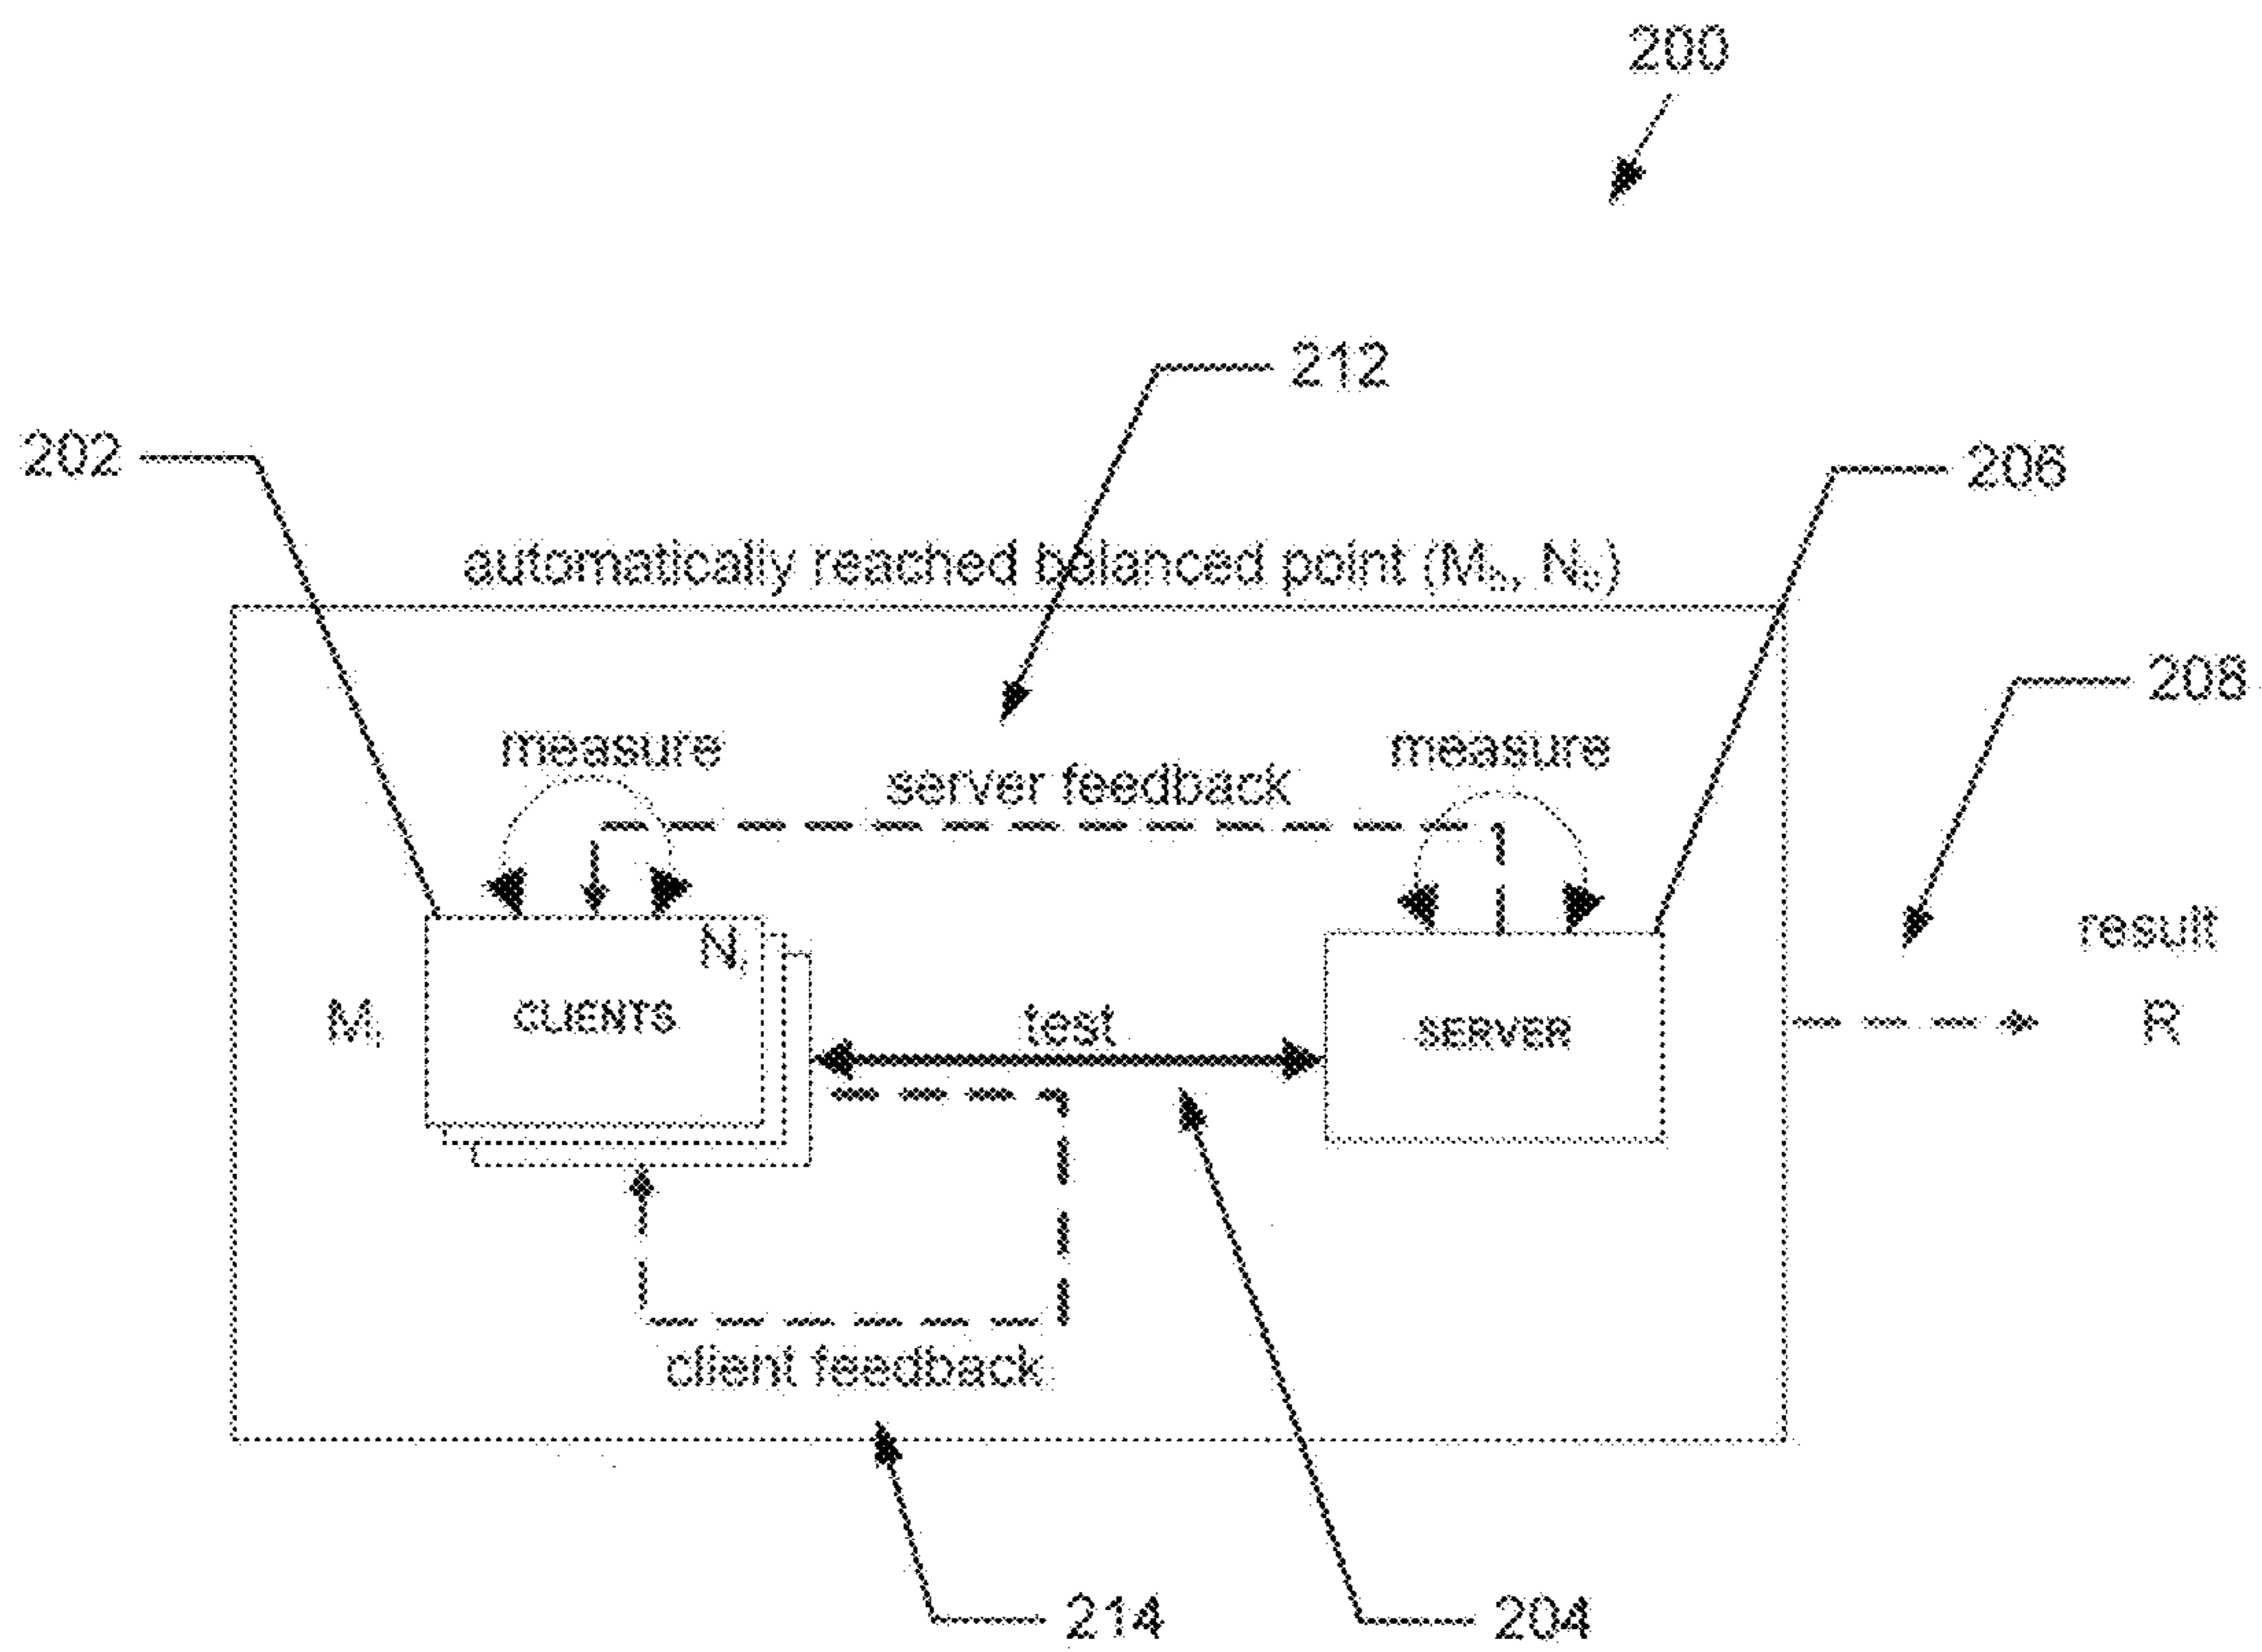 200
212
202
206
automatically reached balanced point (Mb, Nb)
208
measure
measure
server feedback
result
Ni
Mi
CLIENTS
test
SERVER
R
client feedback
214
204